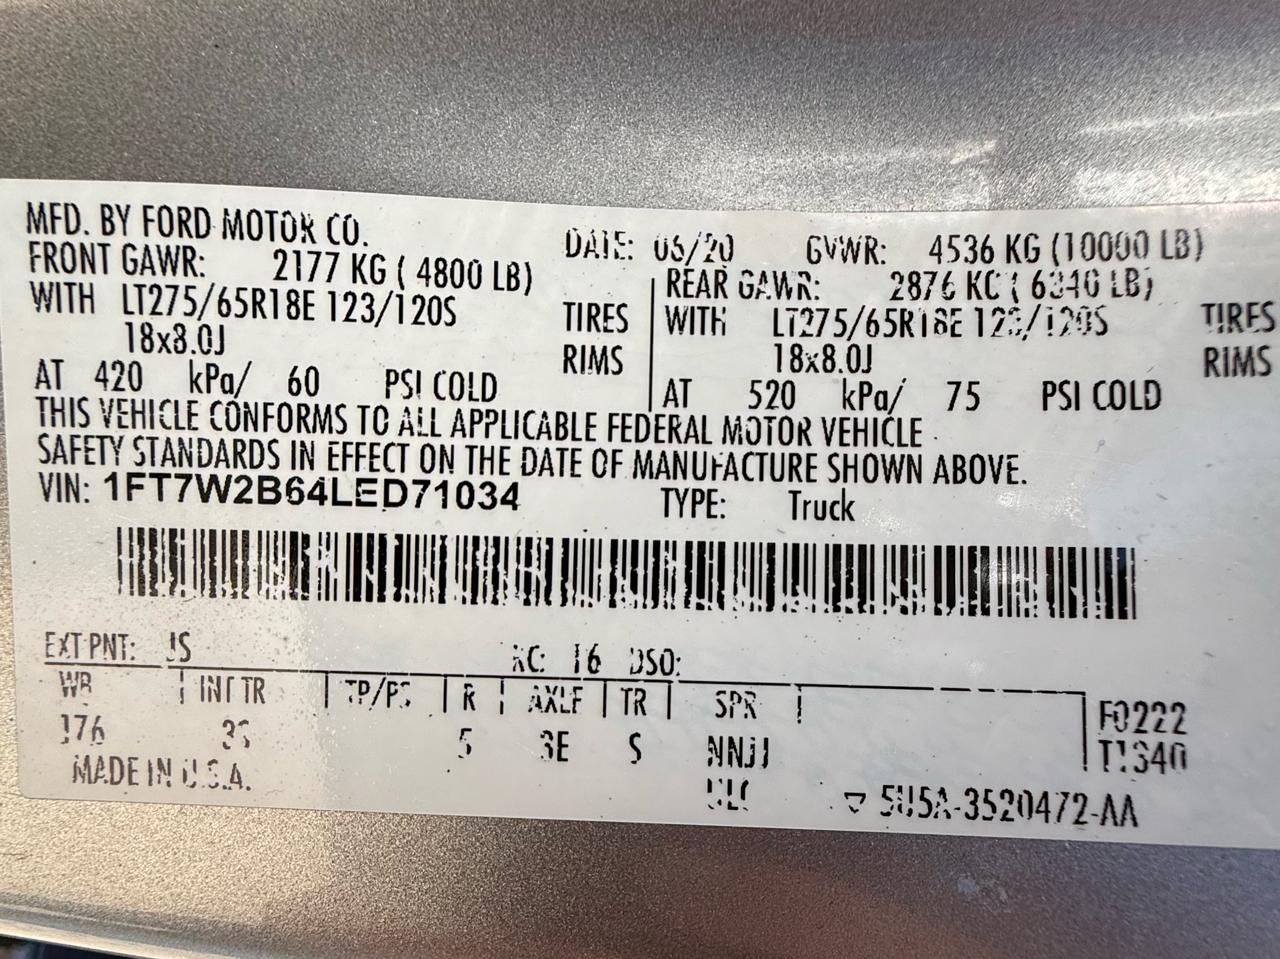 MFD. BY FORD MOTOR CO.
DATE: 06/20 GVWR: 4536 KG (10000 LB)
FRONT GAWR: 2177 KG ( 4800 LB)
REAR GAWR: 2876 KG ( 6340 LB)
WITH LT275/65R18E 123/120S TIRES
WITH LT275/65R18E 123/120S TIRES
18x8.0J RIMS
18x8.0J RIMS
AT 420 kPa/ 60 PSI COLD
AT 520 kPa/ 75 PSI COLD
THIS VEHICLE CONFORMS TO ALL APPLICABLE FEDERAL MOTOR VEHICLE
SAFETY STANDARDS IN EFFECT ON THE DATE OF MANUFACTURE SHOWN ABOVE.
VIN: 1FT7W2B64LED71034 TYPE: Truck
EXT PNT: JS RC: 16 DSO:
WB INT TR TP/PS R AXLE TR SPR
F0222
176 3S 5 3E S NNJJ
T1340
MADE IN U.S.A.
5U5A-3520472-AA